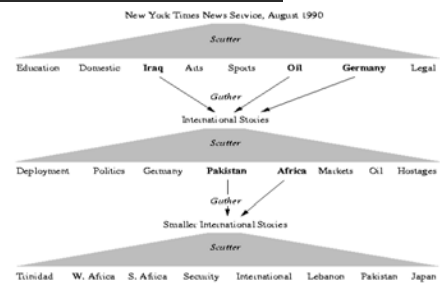 New York Times News Service, August 1990
Scatter
Education Domestic Iraq Arts Sports Oil Germany Legal
Gather
International Stories
Scatter
Deployment Politics Germany Pakistan Africa Markets Oil Hostages
Gather
Smaller International Stories
Scatter
Trinidad W. Africa S. Africa Security International Lebanon Pakistan Japan